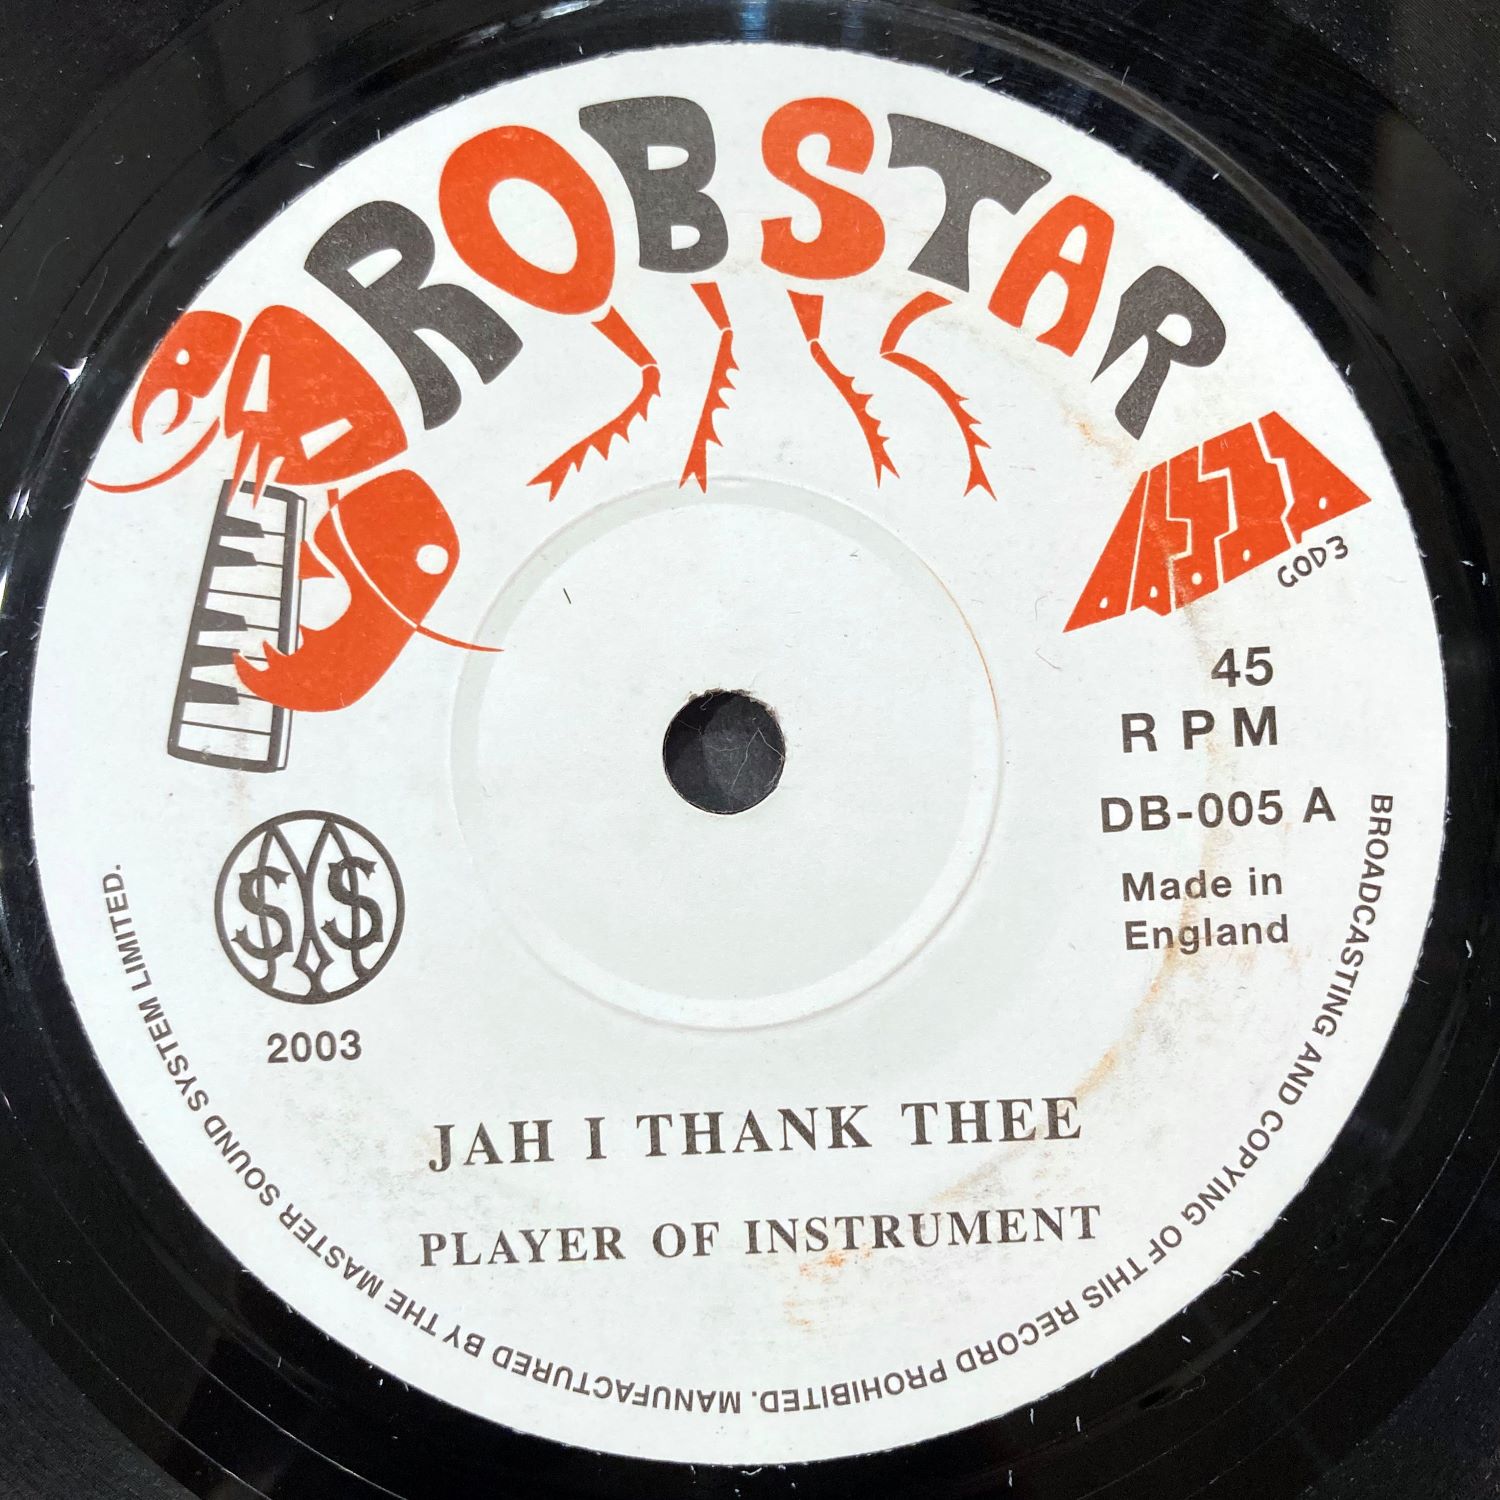 ROBSTAR
GOD3
45
RPM
DB-005 A
Made in
England
2003
JAH I THANK THEE
PLAYER OF INSTRUMENT
BROADCASTING AND COPYING OF THIS RECORD PROHIBITED. MANUFACTURED BY THE MASTER SOUND SYSTEM LIMITED.